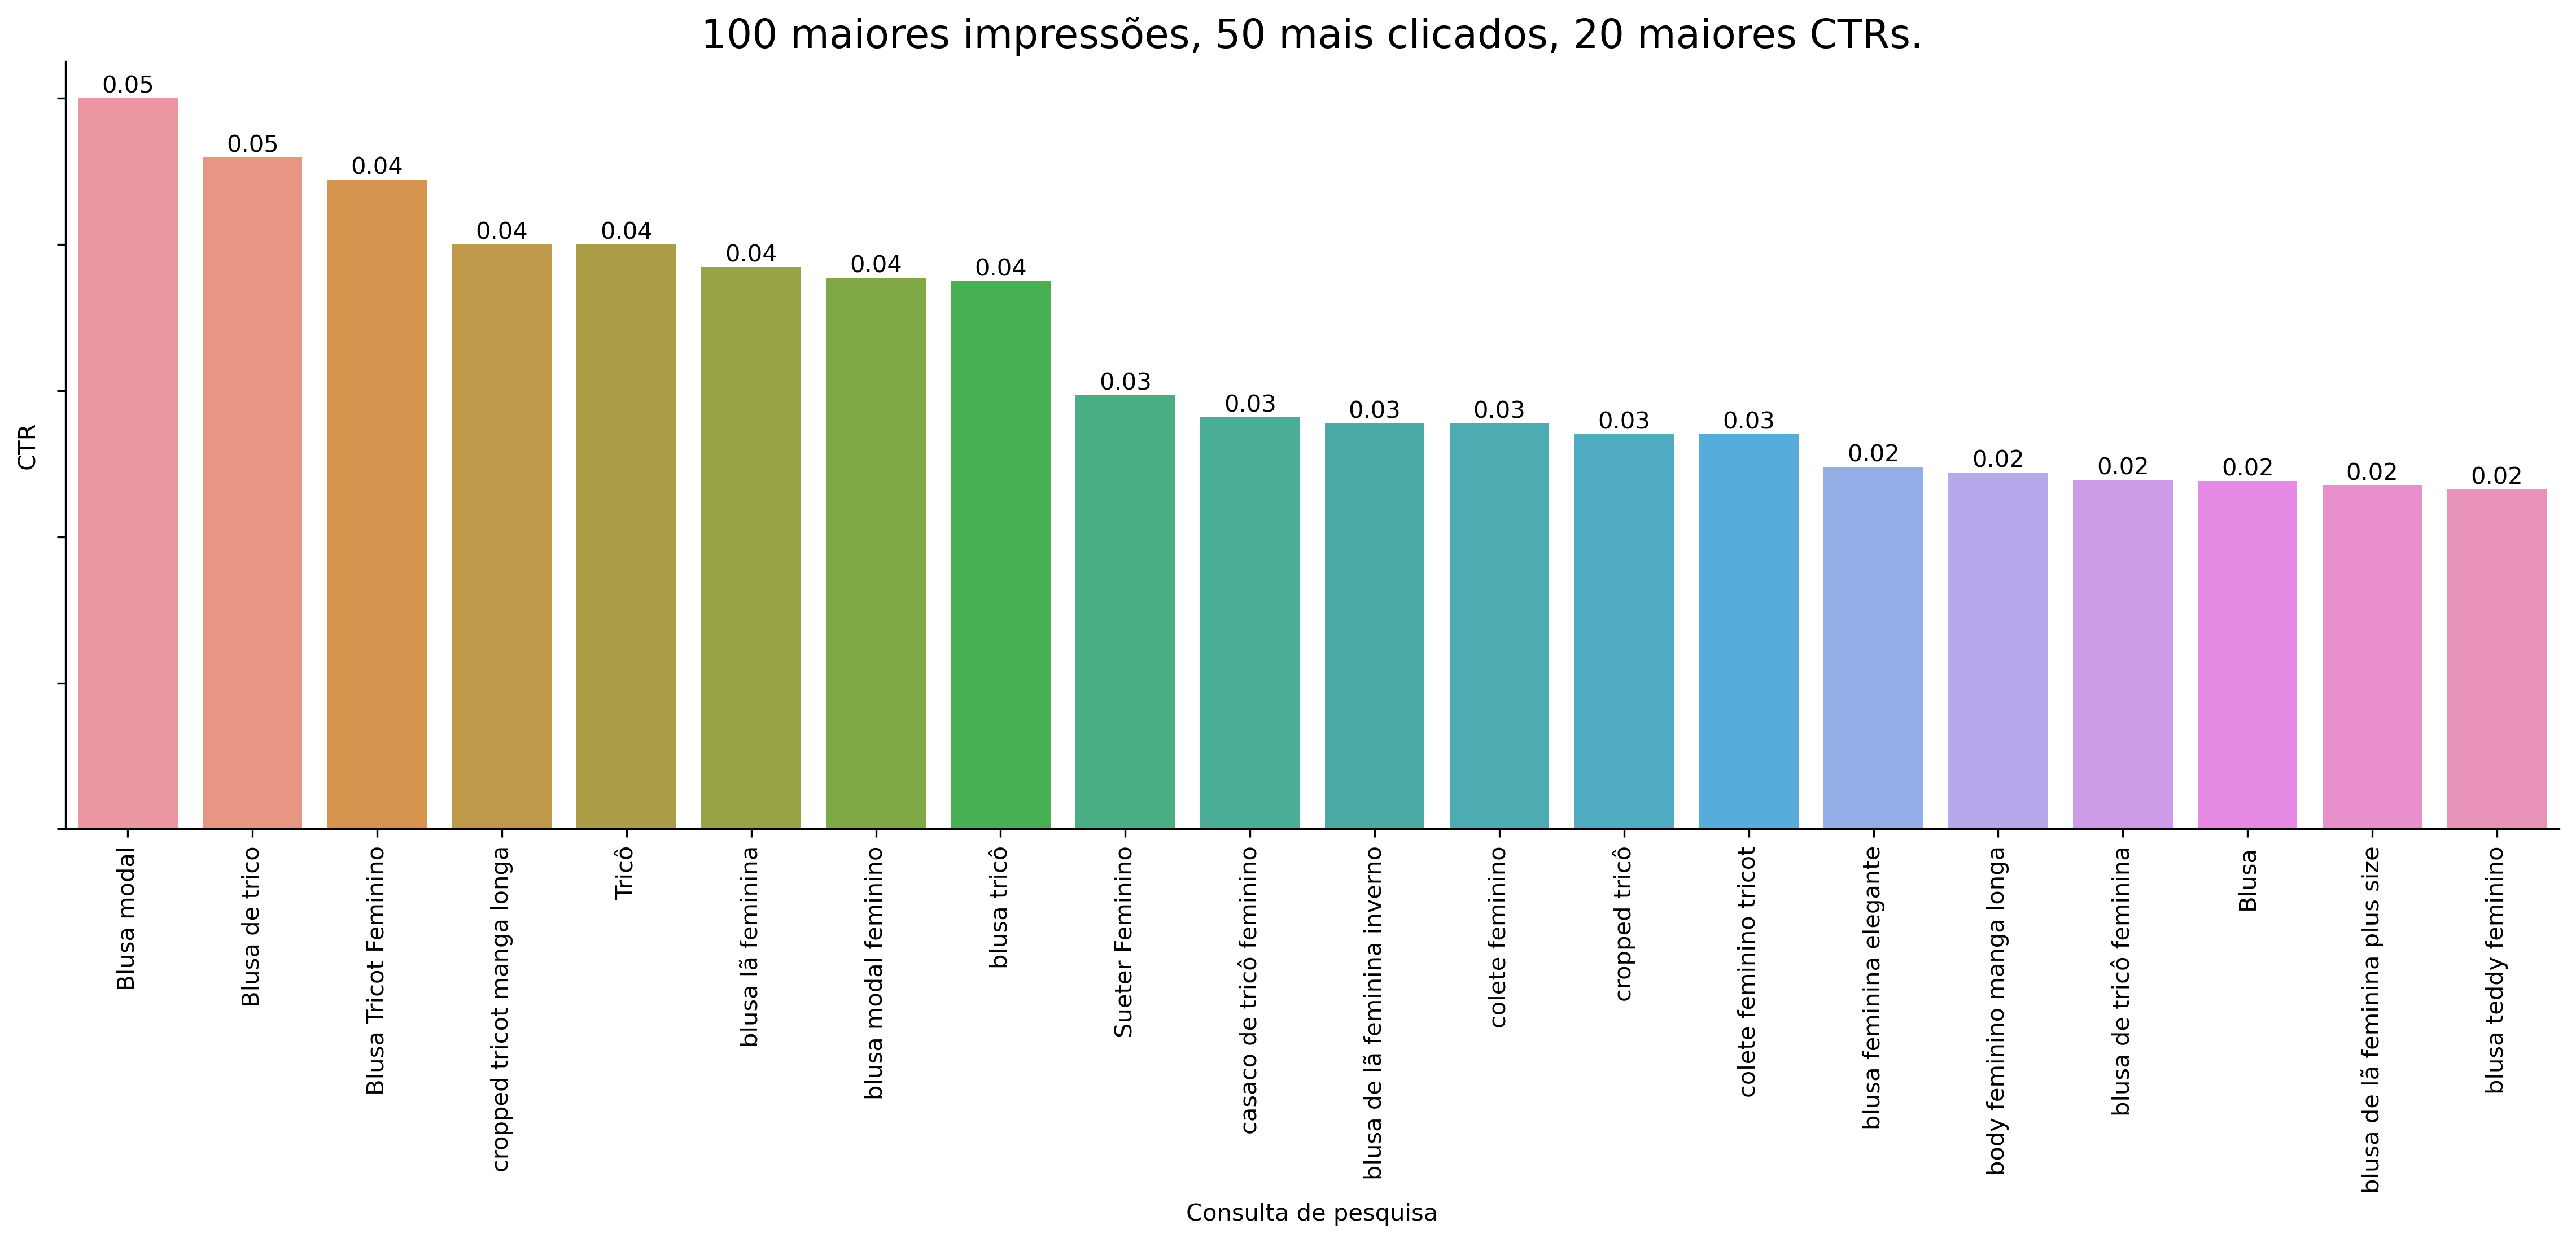 100 maiores impressões, 50 mais clicados, 20 maiores CTRs.
CTR
0.05
0.05
0.04
0.04
0.04
0.04
0.04
0.04
0.03
0.03
0.03
0.03
0.03
0.03
0.02
0.02
0.02
0.02
0.02
0.02
Blusa modal
Blusa de trico
Blusa Tricot Feminino
cropped tricot manga longa
Tricô
blusa lã feminina
blusa modal feminino
blusa tricô
Sueter Feminino
casaco de tricô feminino
blusa de lã feminina inverno
colete feminino
cropped tricô
colete feminino tricot
blusa feminina elegante
body feminino manga longa
blusa de tricô feminina
Blusa
blusa de lã feminina plus size
blusa teddy feminino
Consulta de pesquisa